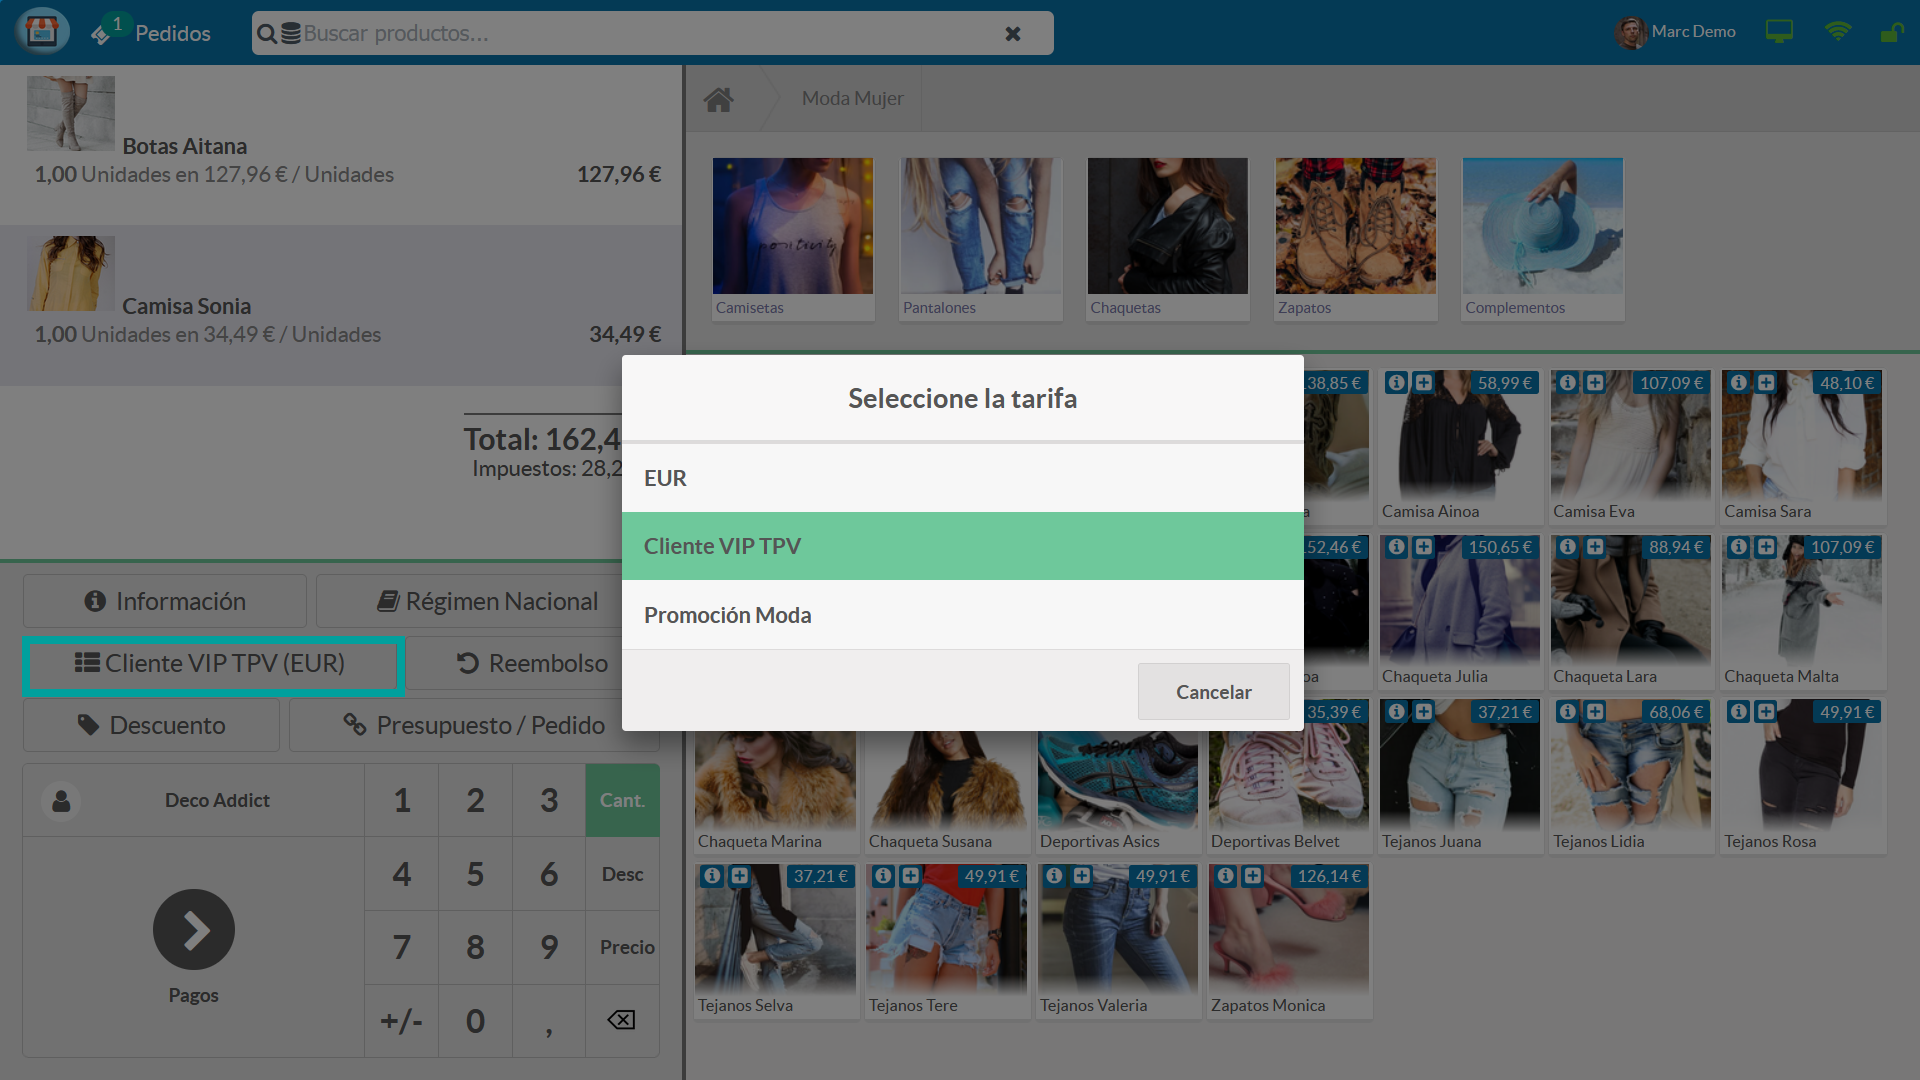 1
Pedidos
Buscar productos...
Marc Demo
Botas Aitana
1,00 Unidades en 127,96 € / Unidades
127,96 €
Camisa Sonia
1,00 Unidades en 34,49 € / Unidades
34,49 €
Total: 162,4
Impuestos: 28,2
Información
Régimen Nacional
Cliente VIP TPV (EUR)
Reembolso
Descuento
Presupuesto / Pedido
Deco Addict
1
2
3
Cant.
4
5
6
Desc
7
8
9
Precio
+/-
0
,
Pagos
Moda Mujer
positivity
Camisetas
Pantalones
Chaquetas
Zapatos
Complementos
Seleccione la tarifa
EUR
Cliente VIP TPV
Promoción Moda
Cancelar
138,85 €
58,99 €
107,09 €
48,10 €
a
Camisa Ainoa
Camisa Eva
Camisa Sara
152,46 €
150,65 €
88,94 €
107,09 €
oa
Chaqueta Julia
Chaqueta Lara
Chaqueta Malta
35,39 €
37,21 €
68,06 €
49,91 €
Chaqueta Marina
Chaqueta Susana
Deportivas Asics
Deportivas Belvet
Tejanos Juana
Tejanos Lidia
Tejanos Rosa
37,21 €
49,91 €
49,91 €
126,14 €
Tejanos Selva
Tejanos Tere
Tejanos Valeria
Zapatos Monica